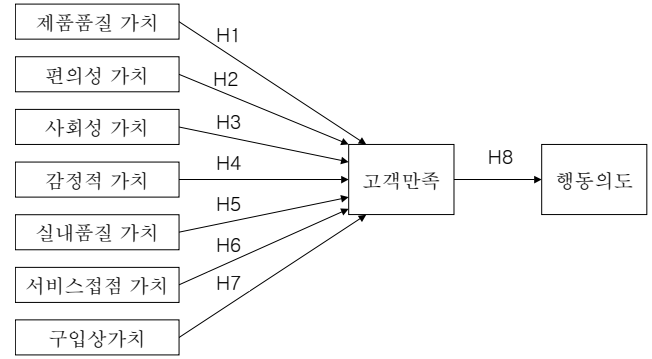 제품품질 가치
H1
편의성 가치
H2
사회성 가치
H3
감정적 가치
H4
고객만족
H8
행동의도
실내품질 가치
H5
서비스접점 가치
H6
구입상가치
H7